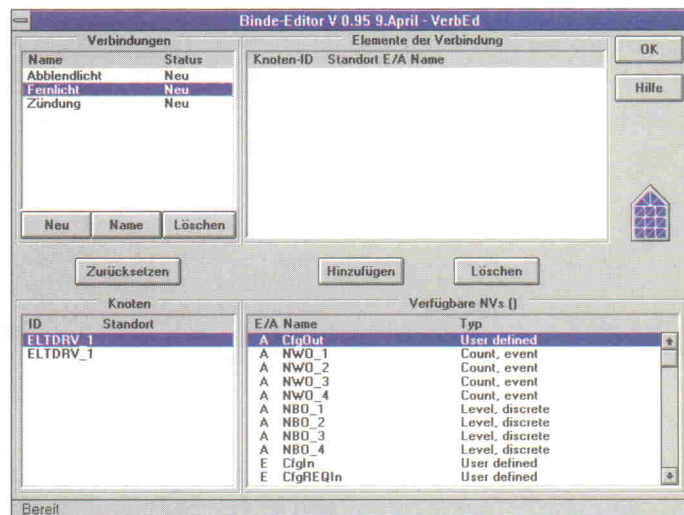 Binde-Editor V 0.95 9.April - VerbEd
Verbindungen
Name Status
Abblendlicht Neu
Fernlicht Neu
Zündung Neu
Neu Name Löschen
Elemente der Verbindung
Knoten-ID Standort E/A Name
OK
Hilfe
Zurücksetzen
Hinzufügen Löschen
Knoten
ID Standort
ELTDRV_1
ELTDRV_1
Verfügbare NVs ()
E/A Name Typ
A CfgOut User defined
A NWO_1 Count, event
A NWO_2 Count, event
A NWO_3 Count, event
A NWO_4 Count, event
A NBO_1 Level, discrete
A NBO_2 Level, discrete
A NBO_3 Level, discrete
A NBO_4 Level, discrete
E CfgIn User defined
E CfgREQIn User defined
Bereit